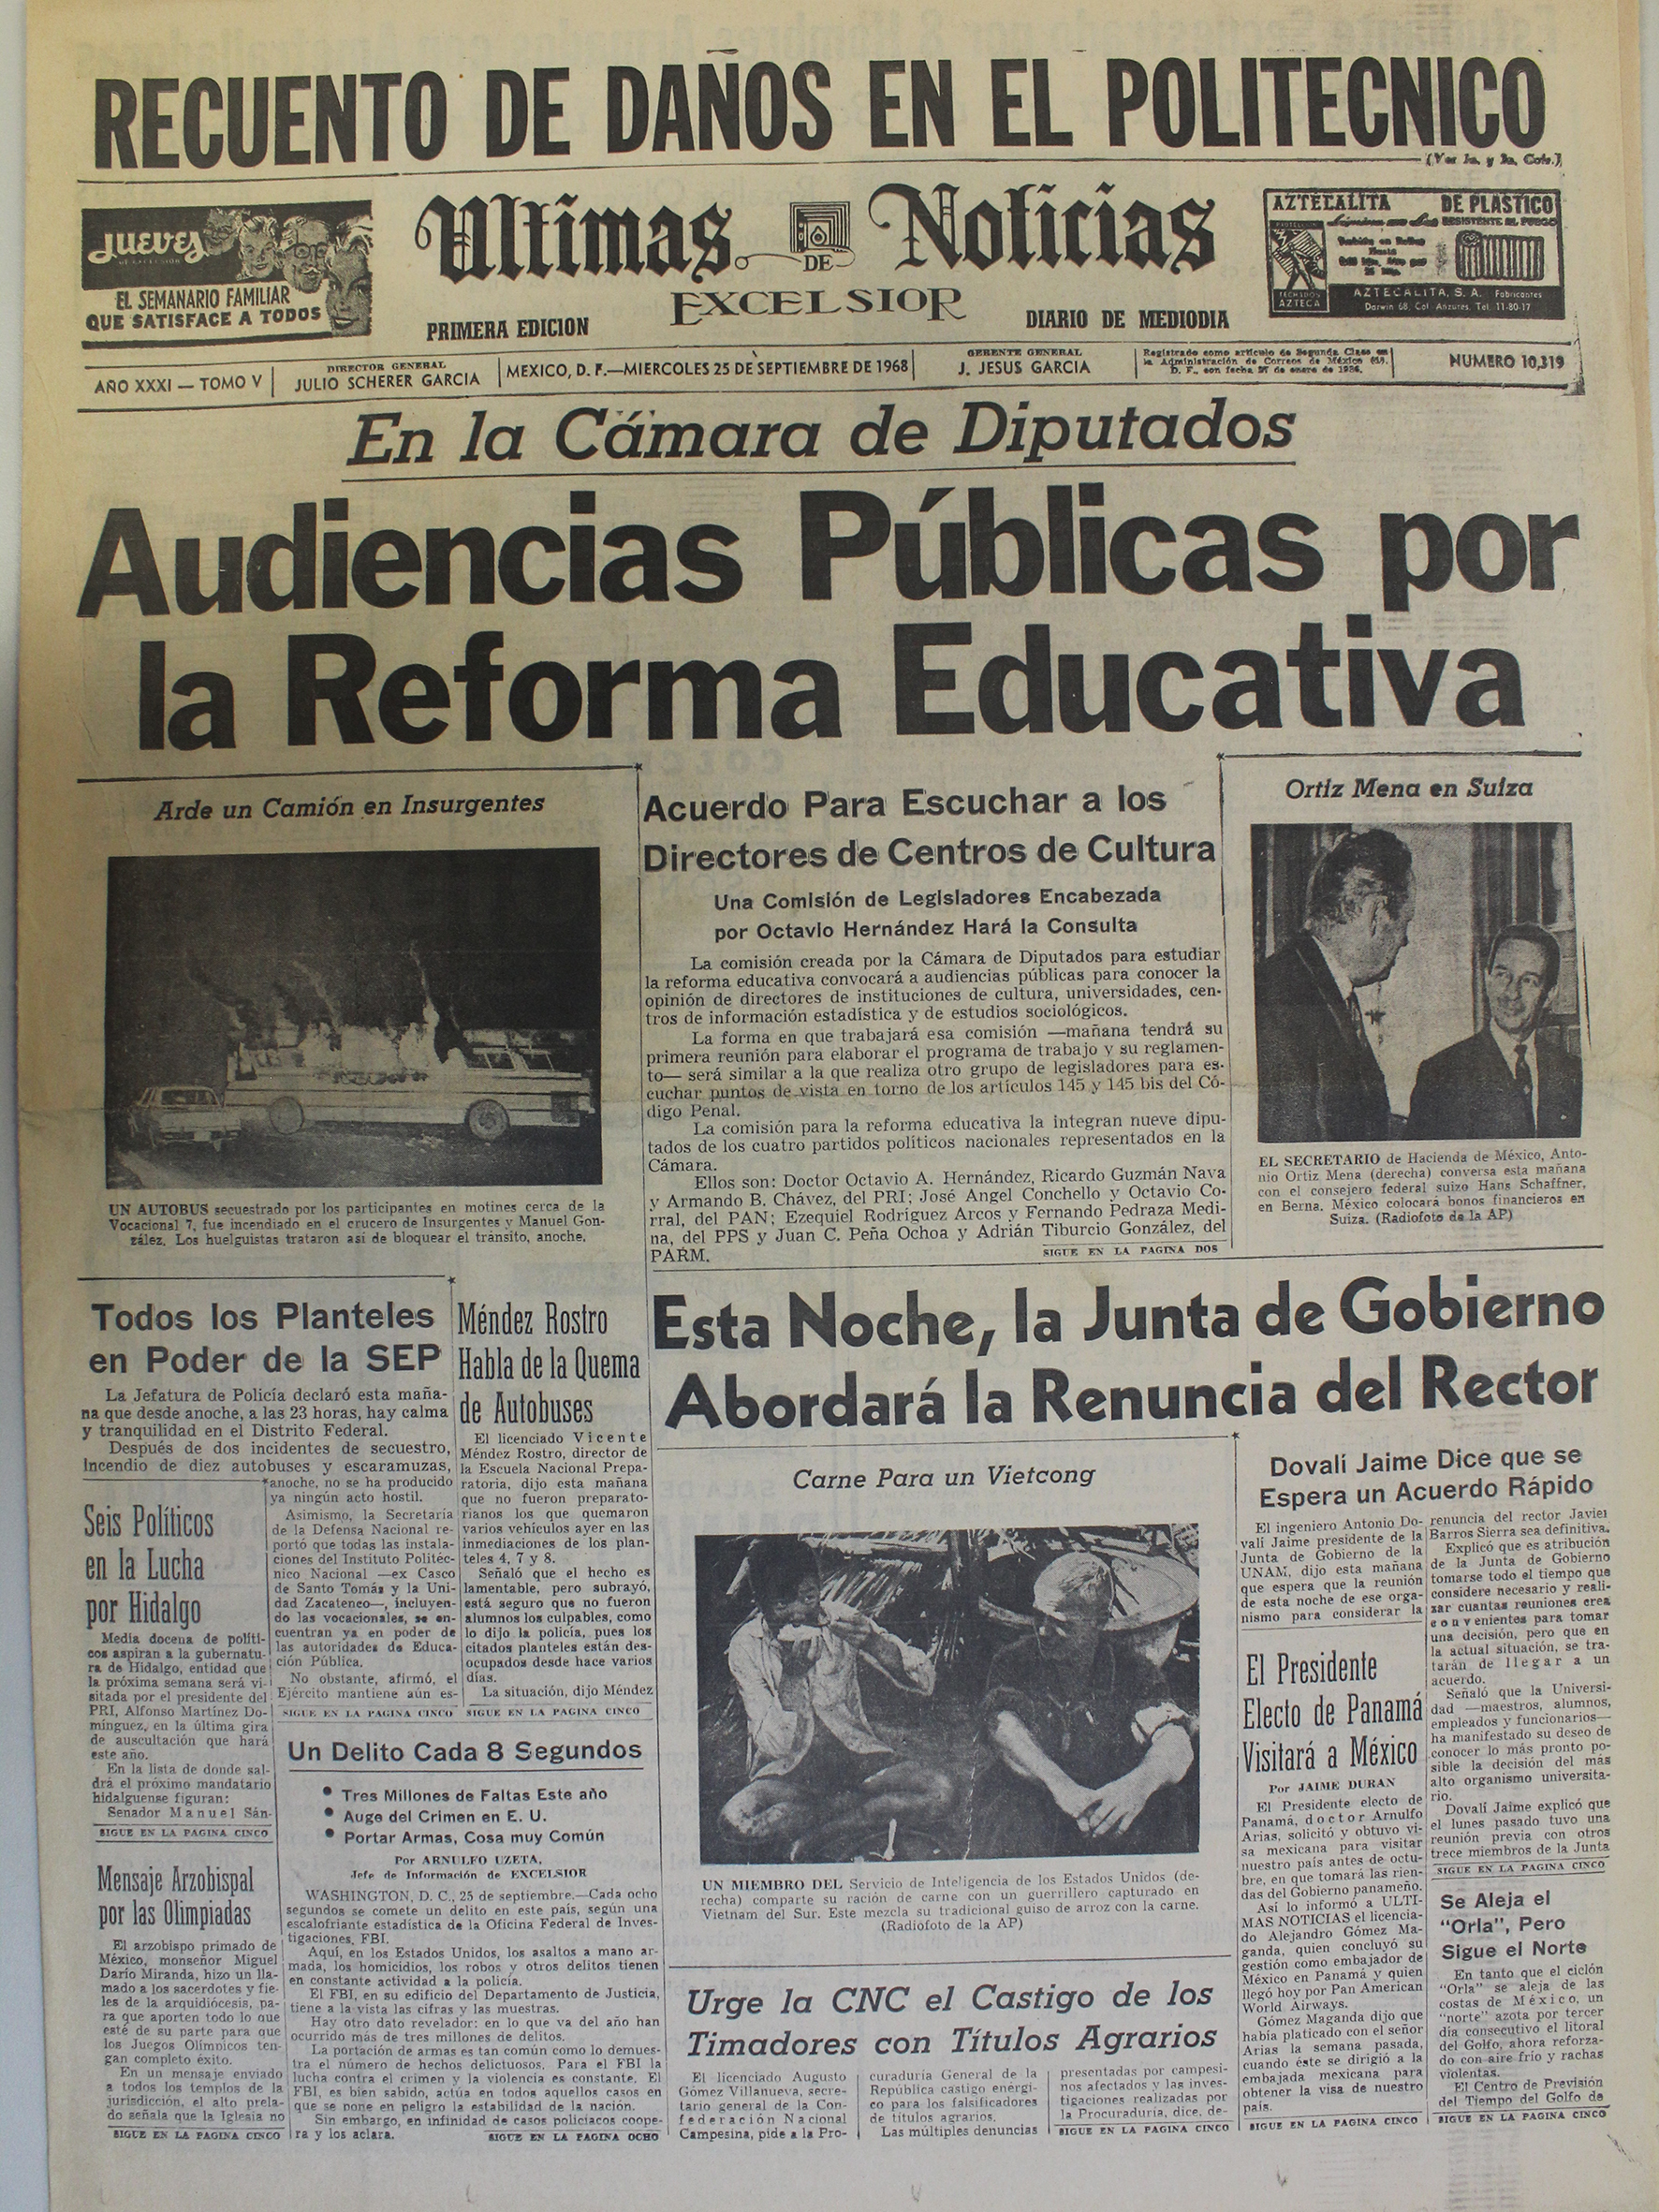 RECUENTO DE DAÑOS EN EL POLITECNICO
(Ver 1a. y 2a. Cols.)
JUEVES
DE EXCELSIOR
EL SEMANARIO FAMILIAR
QUE SATISFACE A TODOS
Ultimas DE Noticias
EXCELSIOR
PRIMERA EDICION
DIARIO DE MEDIODIA
AZTECALITA DE PLASTICO
RESISTENTE AL FUEGO
TECHADOS
AZTECA
AZTECALITA, S. A. Fabricantes
Darwin 68, Col. Anzures. Tel. 11-80-17
AÑO XXXI — TOMO V
DIRECTOR GENERAL
JULIO SCHERER GARCIA
MEXICO, D. F.—MIERCOLES 25 DE SEPTIEMBRE DE 1968
GERENTE GENERAL
J. JESUS GARCIA
Registrado como artículo de Segunda Clase en
la Administración de Correos de México
D. F., con fecha 27 de enero de 1936.
NUMERO 10,319
En la Cámara de Diputados
Audiencias Públicas por
la Reforma Educativa
Arde un Camión en Insurgentes
UN AUTOBUS secuestrado por los participantes en motines cerca de la
Vocacional 7, fue incendiado en el crucero de Insurgentes y Manuel Gon-
zález. Los huelguistas trataron así de bloquear el tránsito, anoche.
Acuerdo Para Escuchar a los
Directores de Centros de Cultura
Una Comisión de Legisladores Encabezada
por Octavio Hernández Hará la Consulta
La comisión creada por la Cámara de Diputados para estudiar
la reforma educativa convocará a audiencias públicas para conocer la
opinión de directores de instituciones de cultura, universidades, cen-
tros de información estadística y de estudios sociológicos.
La forma en que trabajará esa comisión —mañana tendrá su
primera reunión para elaborar el programa de trabajo y su reglamen-
to— será similar a la que realiza otro grupo de legisladores para es-
cuchar puntos de vista en torno de los artículos 145 y 145 bis del Có-
digo Penal.
La comisión para la reforma educativa la integran nueve dipu-
tados de los cuatro partidos políticos nacionales representados en la
Cámara.
Ellos son: Doctor Octavio A. Hernández, Ricardo Guzmán Nava
y Armando B. Chávez, del PRI; José Angel Conchello y Octavio Co-
rral, del PAN; Ezequiel Rodríguez Arcos y Fernando Pedraza Medi-
na, del PPS y Juan C. Peña Ochoa y Adrián Tiburcio González, del
PARM.
SIGUE EN LA PAGINA DOS
Ortiz Mena en Suiza
EL SECRETARIO de Hacienda de México, Anto-
nio Ortiz Mena (derecha) conversa esta mañana
con el consejero federal suizo Hans Schaffner,
en Berna. México colocará bonos financieros en
Suiza. (Radiofoto de la AP)
Todos los Planteles
en Poder de la SEP
La Jefatura de Policía declaró esta maña-
na que desde anoche, a las 23 horas, hay calma
y tranquilidad en el Distrito Federal.
Después de dos incidentes de secuestro,
incendio de diez autobuses y escaramuzas,
anoche, no se ha producido
ya ningún acto hostil.
Asimismo, la Secretaría
de la Defensa Nacional re-
portó que todas las instala-
ciones del Instituto Politéc-
nico Nacional —ex Casco
de Santo Tomás y la Uni-
dad Zacatenco—, incluyen-
do las vocacionales, se en-
cuentran ya en poder de
las autoridades de Educa-
ción Pública.
No obstante, afirmó, el
Ejército mantiene aún es-
SIGUE EN LA PAGINA CINCO
Méndez Rostro
Habla de la Quema
de Autobuses
El licenciado Vicente
Méndez Rostro, director de
la Escuela Nacional Prepa-
ratoria, dijo esta mañana
que no fueron preparato-
rianos los que quemaron
varios vehículos ayer en las
inmediaciones de los plan-
teles 4, 7 y 8.
Señaló que el hecho es
lamentable, pero subrayó,
está seguro que no fueron
alumnos los culpables, como
lo dijo la policía, pues los
citados planteles están des-
ocupados desde hace varios
días.
La situación, dijo Méndez
SIGUE EN LA PAGINA CINCO
Seis Políticos
en la Lucha
por Hidalgo
Media docena de políti-
cos aspiran a la gubernatu-
ra de Hidalgo, entidad que
la próxima semana será vi-
sitada por el presidente del
PRI, Alfonso Martínez Do-
mínguez, en la última gira
de auscultación que hará
este año.
En la lista de donde sal-
drá el próximo mandatario
hidalguense figuran:
Senador Manuel Sán-
SIGUE EN LA PAGINA CINCO
Mensaje Arzobispal
por las Olimpiadas
El arzobispo primado de
México, monseñor Miguel
Darío Miranda, hizo un lla-
mado a los sacerdotes y fie-
les de la arquidiócesis, pa-
ra que aporten todo lo que
esté de su parte para que
los Juegos Olímpicos ten-
gan completo éxito.
En un mensaje enviado
a todos los templos de la
jurisdicción, el alto prela-
do señala que la Iglesia no
SIGUE EN LA PAGINA CINCO
Un Delito Cada 8 Segundos
• Tres Millones de Faltas Este año
• Auge del Crimen en E. U.
• Portar Armas, Cosa muy Común
Por ARNULFO UZETA,
Jefe de Información de EXCELSIOR
WASHINGTON, D. C., 25 de septiembre.—Cada ocho
segundos se comete un delito en este país, según una
escalofriante estadística de la Oficina Federal de Inves-
tigaciones, FBI.
Aquí, en los Estados Unidos, los asaltos a mano ar-
mada, los homicidios, los robos y otros delitos tienen
en constante actividad a la policía.
El FBI, en su edificio del Departamento de Justicia,
tiene a la vista las cifras y las muestras.
Hay otro dato revelador: en lo que va del año han
ocurrido más de tres millones de delitos.
La portación de armas es tan común como lo demues-
tra el número de hechos delictuosos. Para el FBI la
lucha contra el crimen y la violencia es constante. El
FBI, es bien sabido, actúa en todos aquellos casos en
que se pone en peligro la estabilidad de la nación.
Sin embargo, en infinidad de casos policíacos coope-
ra y los aclara.
SIGUE EN LA PAGINA OCHO
Esta Noche, la Junta de Gobierno
Abordará la Renuncia del Rector
Carne Para un Vietcong
UN MIEMBRO DEL Servicio de Inteligencia de los Estados Unidos (de-
recha) comparte su ración de carne con un guerrillero capturado en
Vietnam del Sur. Este mezcla su tradicional guiso de arroz con la carne.
(Radiofoto de la AP)
Urge la CNC el Castigo de los
Timadores con Títulos Agrarios
El licenciado Augusto
Gómez Villanueva, secre-
tario general de la Con-
federación Nacional
Campesina, pide a la Pro-
curaduría General de la
República castigo enérgi-
co para los falsificadores
de títulos agrarios.
Las múltiples denuncias
presentadas por campesi-
nos afectados y las inves-
tigaciones realizadas por
la Procuraduría, dice, de-
SIGUE EN LA PAGINA CINCO
Dovalí Jaime Dice que se
Espera un Acuerdo Rápido
El ingeniero Antonio Do-
valí Jaime presidente de la
Junta de Gobierno de la
UNAM, dijo esta mañana
que espera que la reunión
de esta noche de ese orga-
nismo para considerar la
renuncia del rector Javier
Barros Sierra sea definitiva.
Explicó que es atribución
de la Junta de Gobierno
tomarse todo el tiempo que
considere necesario y reali-
zar cuantas reuniones crea
convenientes para tomar
una decisión, pero que en
la actual situación, se tra-
tarán de llegar a un
acuerdo.
Señaló que la Universi-
dad —maestros, alumnos,
empleados y funcionarios—
ha manifestado su deseo de
conocer lo más pronto po-
sible la decisión del más
alto organismo universita-
rio.
Dovalí Jaime explicó que
el lunes pasado tuvo una
reunión previa con otros
trece miembros de la Junta
SIGUE EN LA PAGINA CINCO
El Presidente
Electo de Panamá
Visitará a México
Por JAIME DURAN
El Presidente electo de
Panamá, doctor Arnulfo
Arias, solicitó y obtuvo vi-
sa mexicana para visitar
nuestro país antes de octu-
bre, en que tomará las rien-
das del Gobierno panameño.
Así lo informó a ULTI-
MAS NOTICIAS el licencia-
do Alejandro Gómez Ma-
ganda, quien concluyó su
gestión como embajador de
México en Panamá y quien
llegó hoy por Pan American
World Airways.
Gómez Maganda dijo que
había platicado con el señor
Arias la semana pasada,
cuando éste se dirigió a la
embajada mexicana para
obtener la visa de nuestro
país.
SIGUE EN LA PAGINA CINCO
Se Aleja el
"Orla", Pero
Sigue el Norte
En tanto que el ciclón
"Orla" se aleja de las
costas de México, un
"norte" azota por tercer
día consecutivo el litoral
del Golfo, ahora reforza-
do con aire frío y rachas
violentas.
El Centro de Previsión
del Tiempo del Golfo de
SIGUE EN LA PAGINA CINCO